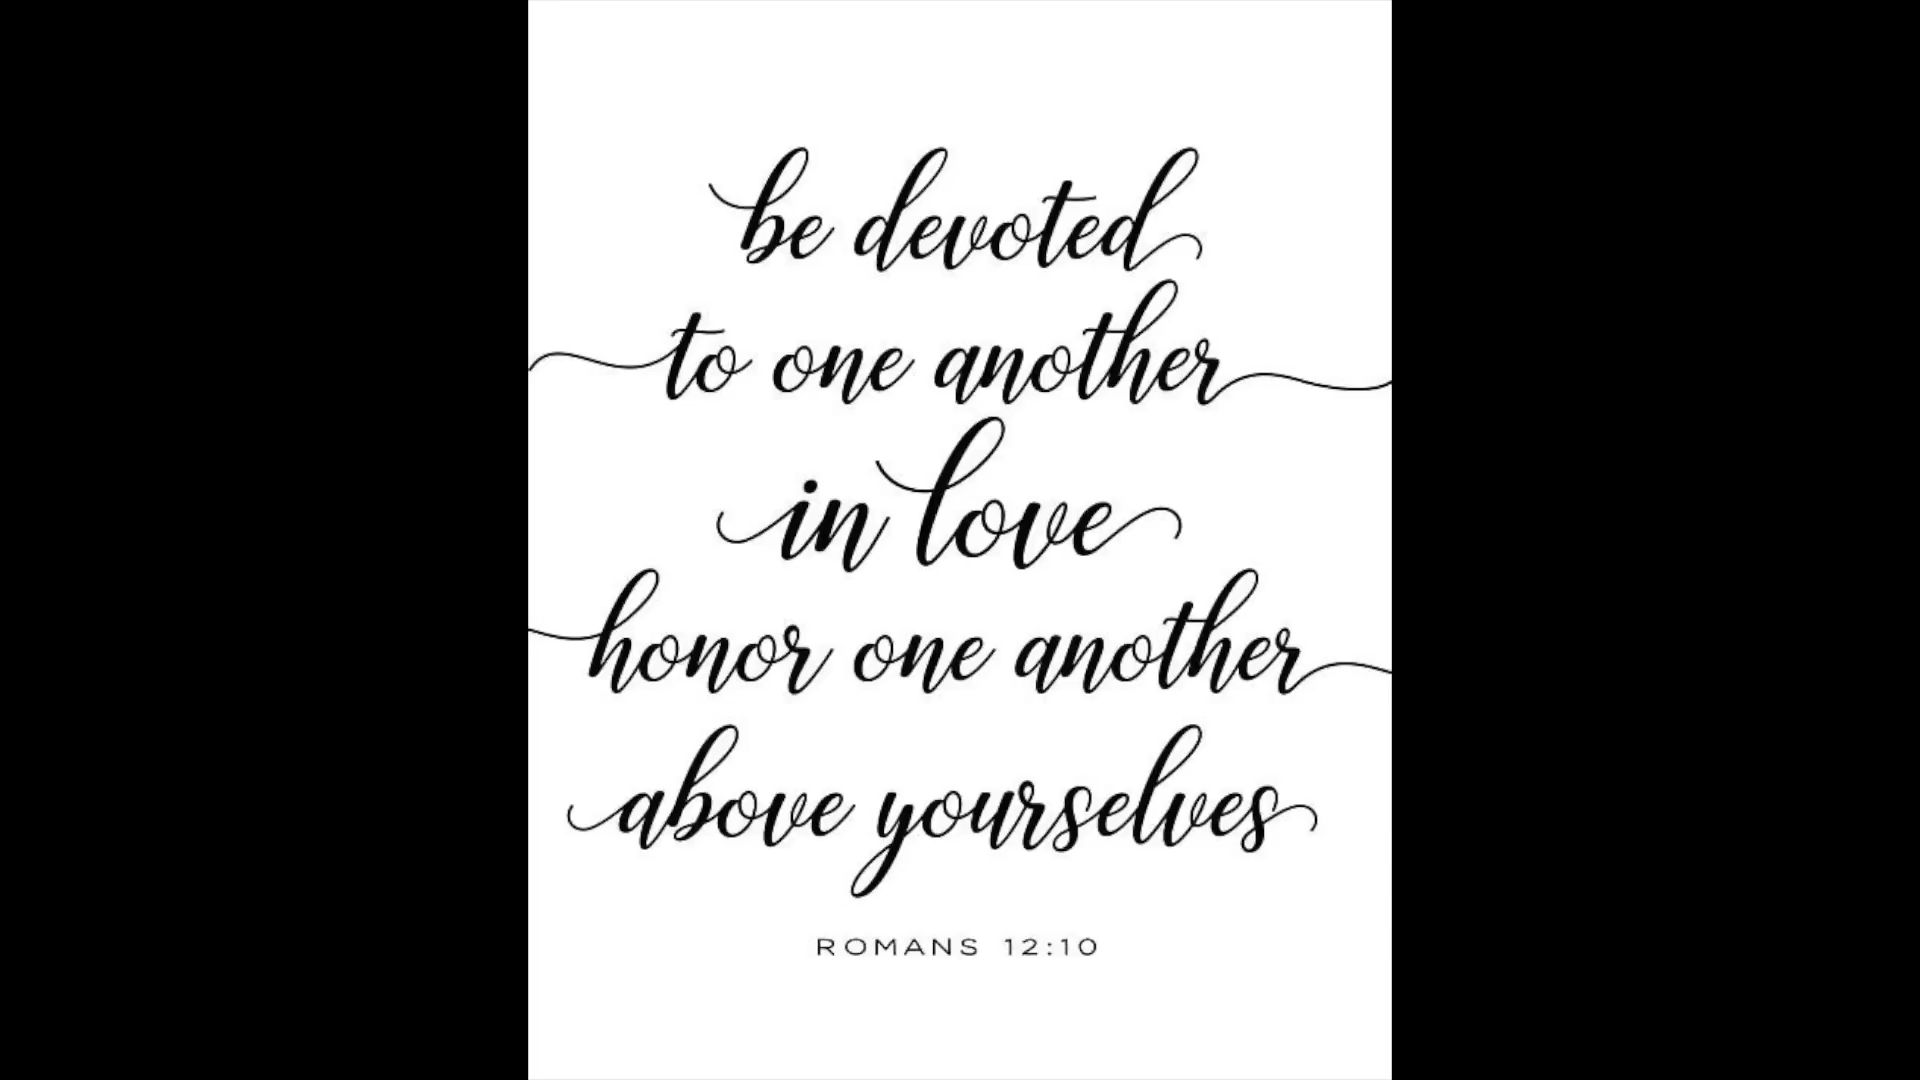 be devoted
to one another
in love
honor one another
above yourselves
ROMANS 12:10